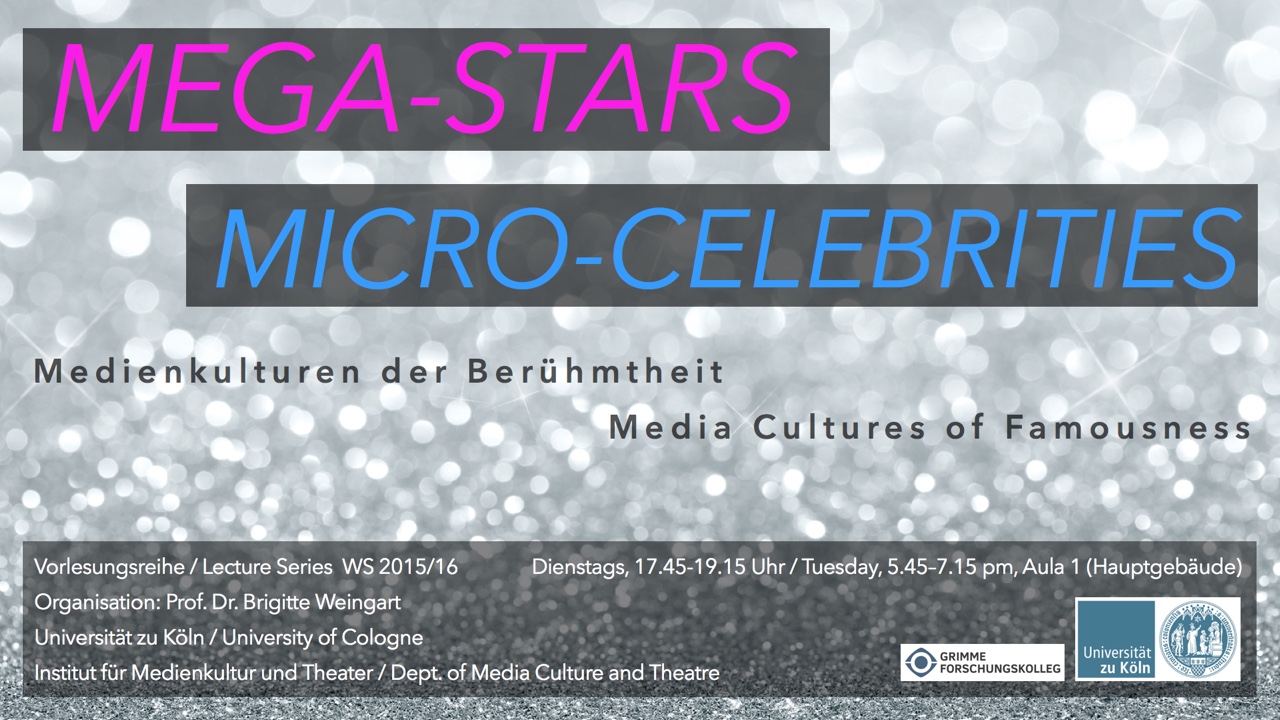 MEGA-STARS
MICRO-CELEBRITIES
Medienkulturen der Berühmtheit
Media Cultures of Famousness
Vorlesungsreihe / Lecture Series WS 2015/16
Dienstags, 17.45-19.15 Uhr / Tuesday, 5.45–7.15 pm, Aula 1 (Hauptgebäude)
Organisation: Prof. Dr. Brigitte Weingart
Universität zu Köln / University of Cologne
Institut für Medienkultur und Theater / Dept. of Media Culture and Theatre
GRIMME
FORSCHUNGSKOLLEG
Universität
zu Köln